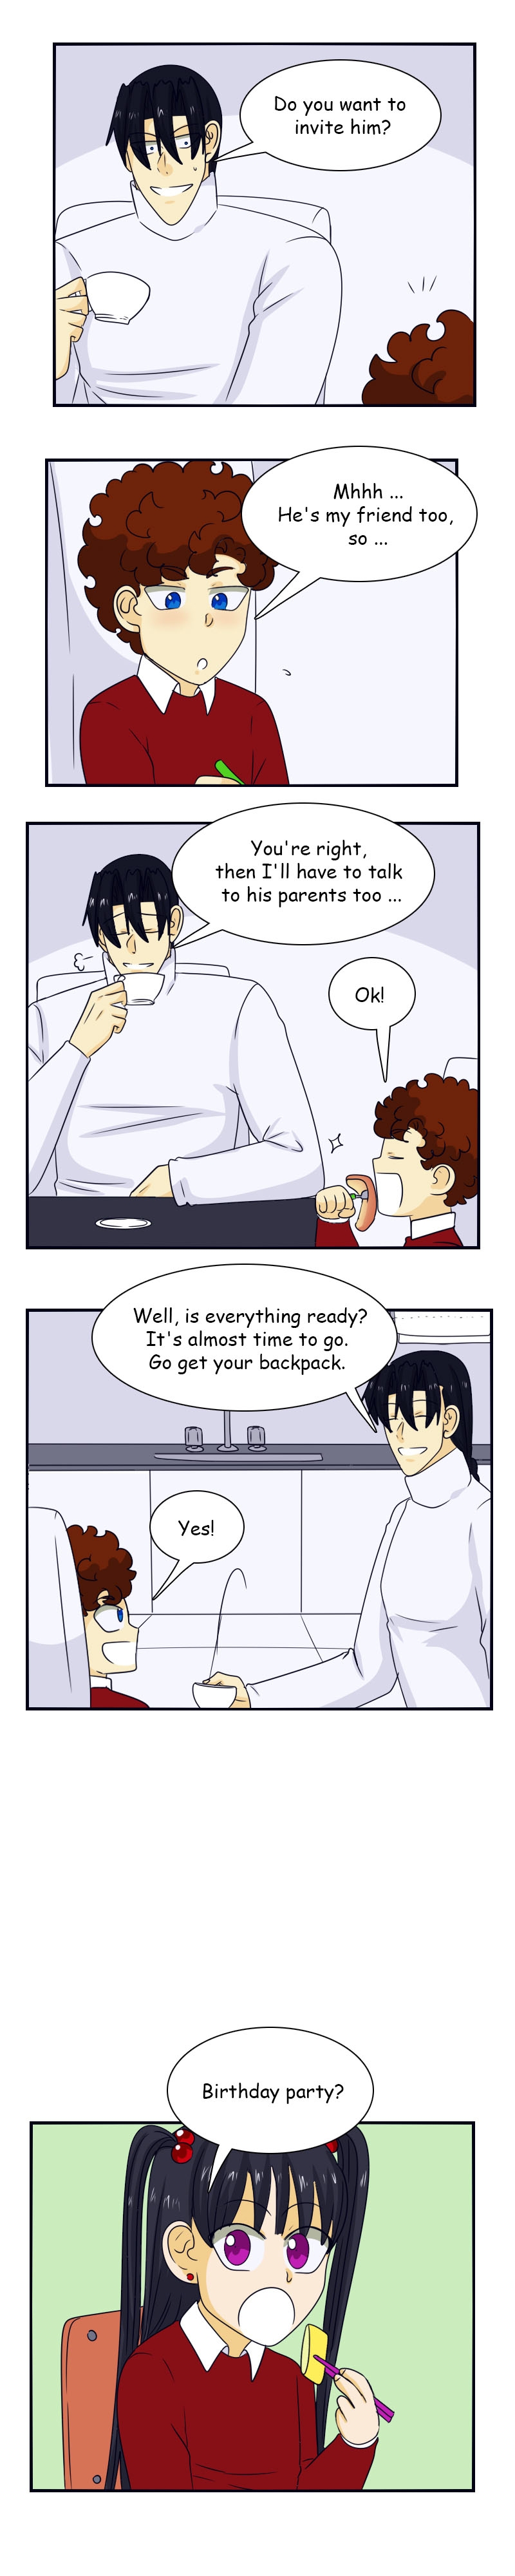 Do you want to
invite him?
Mhhh ...
He's my friend too,
so ...
You're right,
then I'll have to talk
to his parents too ...
Ok!
Well, is everything ready?
It's almost time to go.
Go get your backpack.
Yes!
Birthday party?